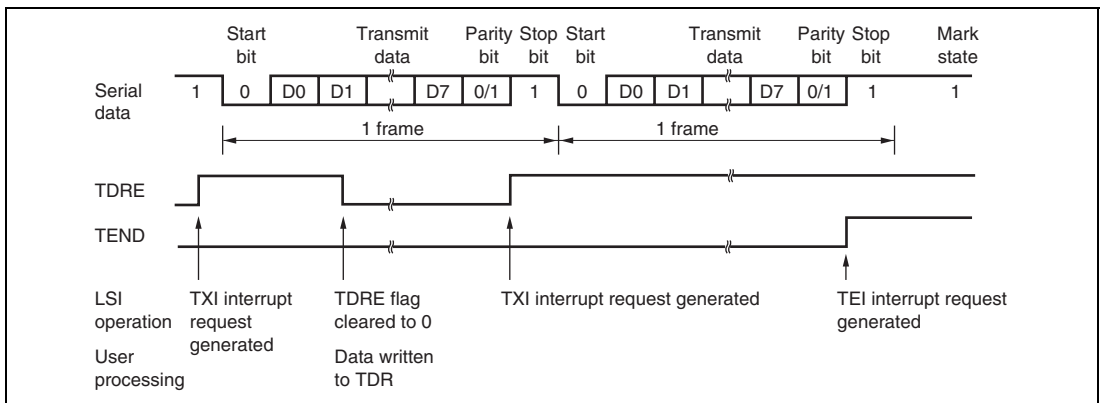 Start bit Transmit data Parity bit Stop bit Start bit Transmit data Parity bit Stop bit Mark state
Serial data 1 0 D0 D1 D7 0/1 1 0 D0 D1 D7 0/1 1 1
1 frame 1 frame
TDRE
TEND
LSI operation
TXI interrupt request generated
TDRE flag cleared to 0
TXI interrupt request generated
TEI interrupt request generated
User processing
Data written to TDR